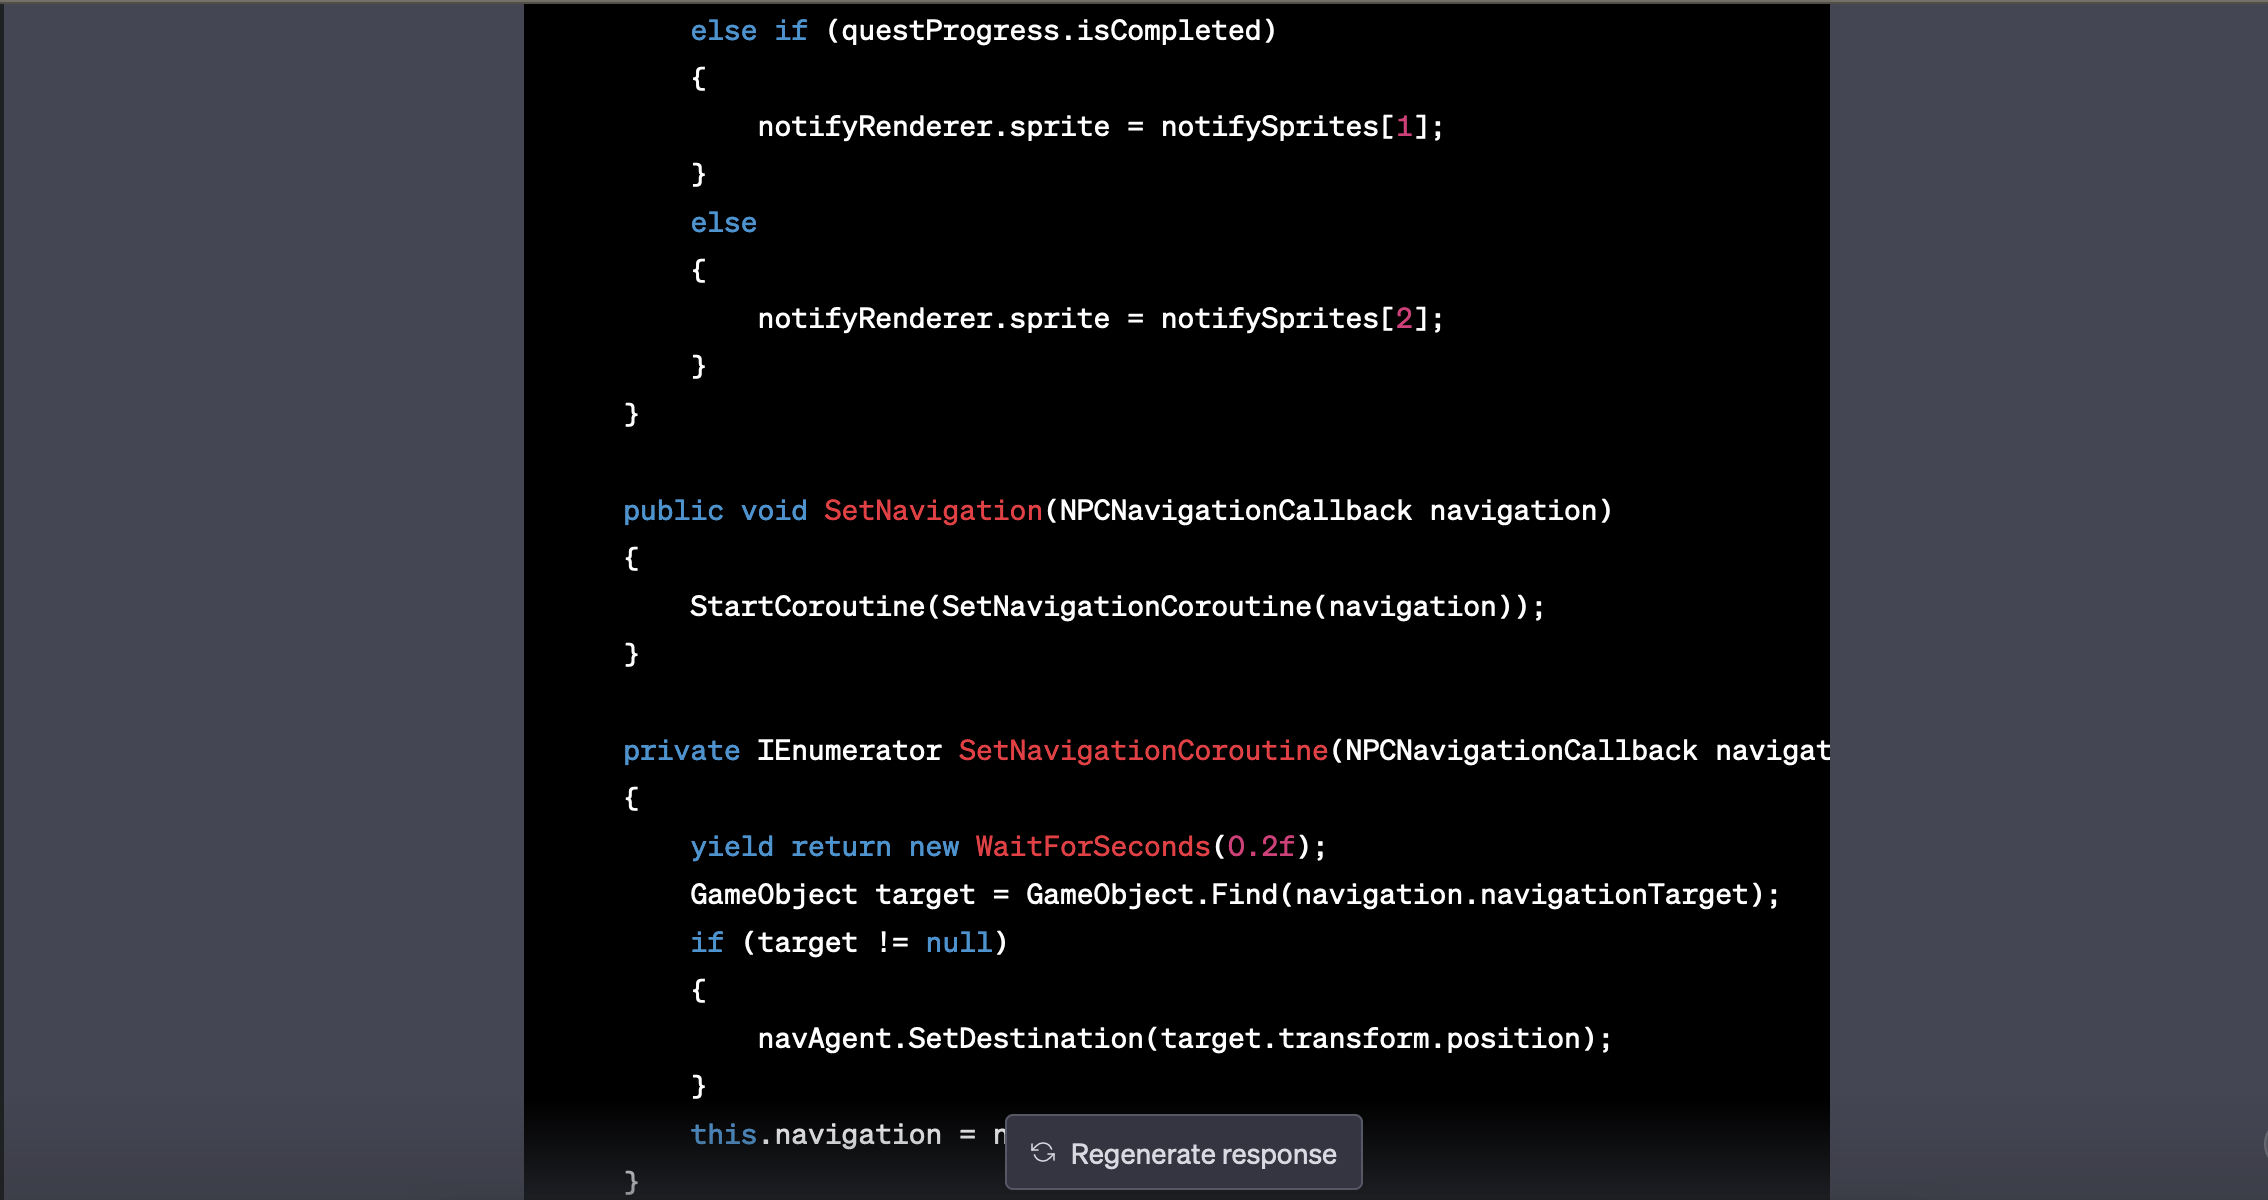 else if (questProgress.isCompleted)
{
notifyRenderer.sprite = notifySprites[1];
}
else
{
notifyRenderer.sprite = notifySprites[2];
}
}
public void SetNavigation(NPCNavigationCallback navigation)
{
StartCoroutine(SetNavigationCoroutine(navigation));
}
private IEnumerator SetNavigationCoroutine(NPCNavigationCallback navigat
{
yield return new WaitForSeconds(0.2f);
GameObject target = GameObject.Find(navigation.navigationTarget);
if (target != null)
{
navAgent.SetDestination(target.transform.position);
}
this.navigation = n
Regenerate response
}